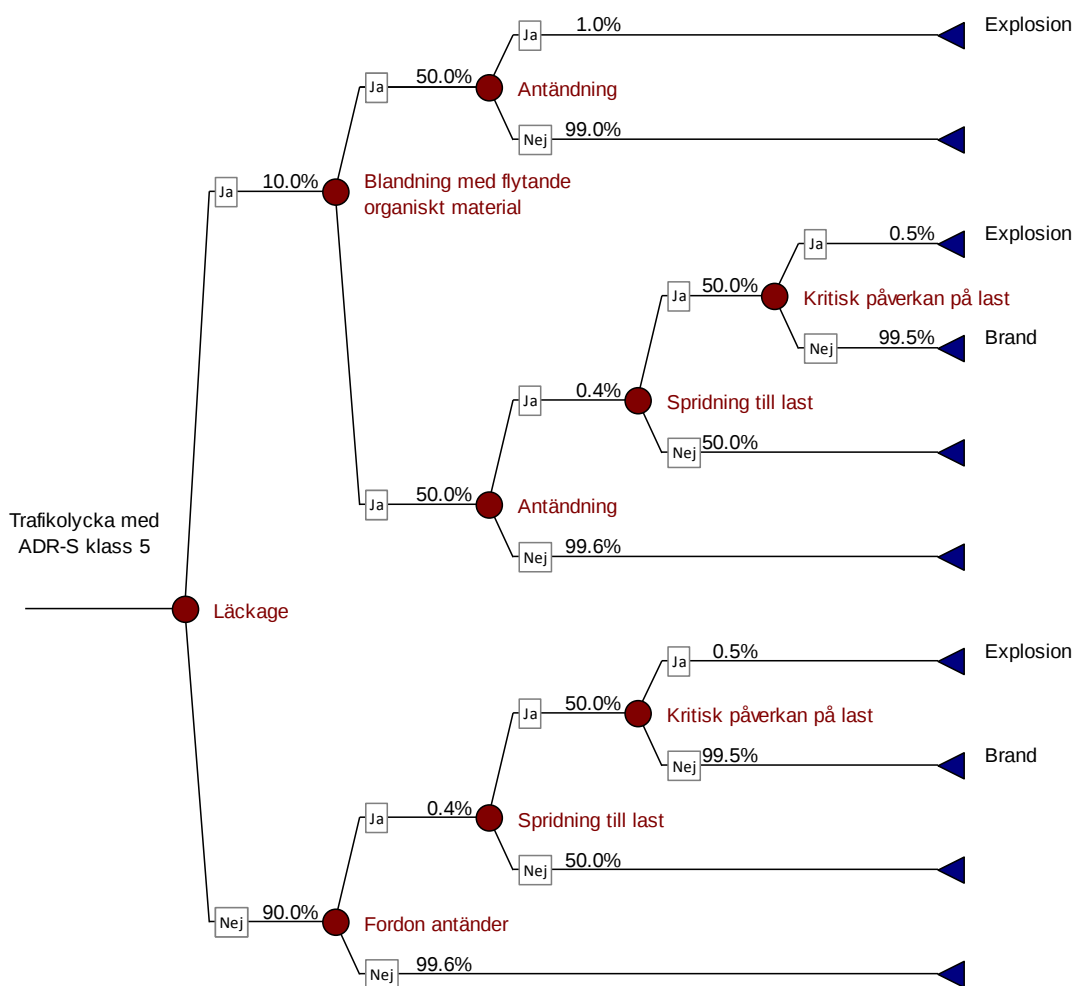 Ja 1.0% Explosion
Ja 50.0% Antändning
Nej 99.0%
Ja 10.0% Blandning med flytande
organiskt material
Ja 0.5% Explosion
Ja 50.0% Kritisk påverkan på last
Nej 99.5% Brand
Ja 0.4% Spridning till last
Nej 50.0%
Ja 50.0% Antändning
Nej 99.6%
Trafikolycka med
ADR-S klass 5
Läckage
Ja 0.5% Explosion
Ja 50.0% Kritisk påverkan på last
Nej 99.5% Brand
Ja 0.4% Spridning till last
Nej 50.0%
Nej 90.0% Fordon antänder
Nej 99.6%